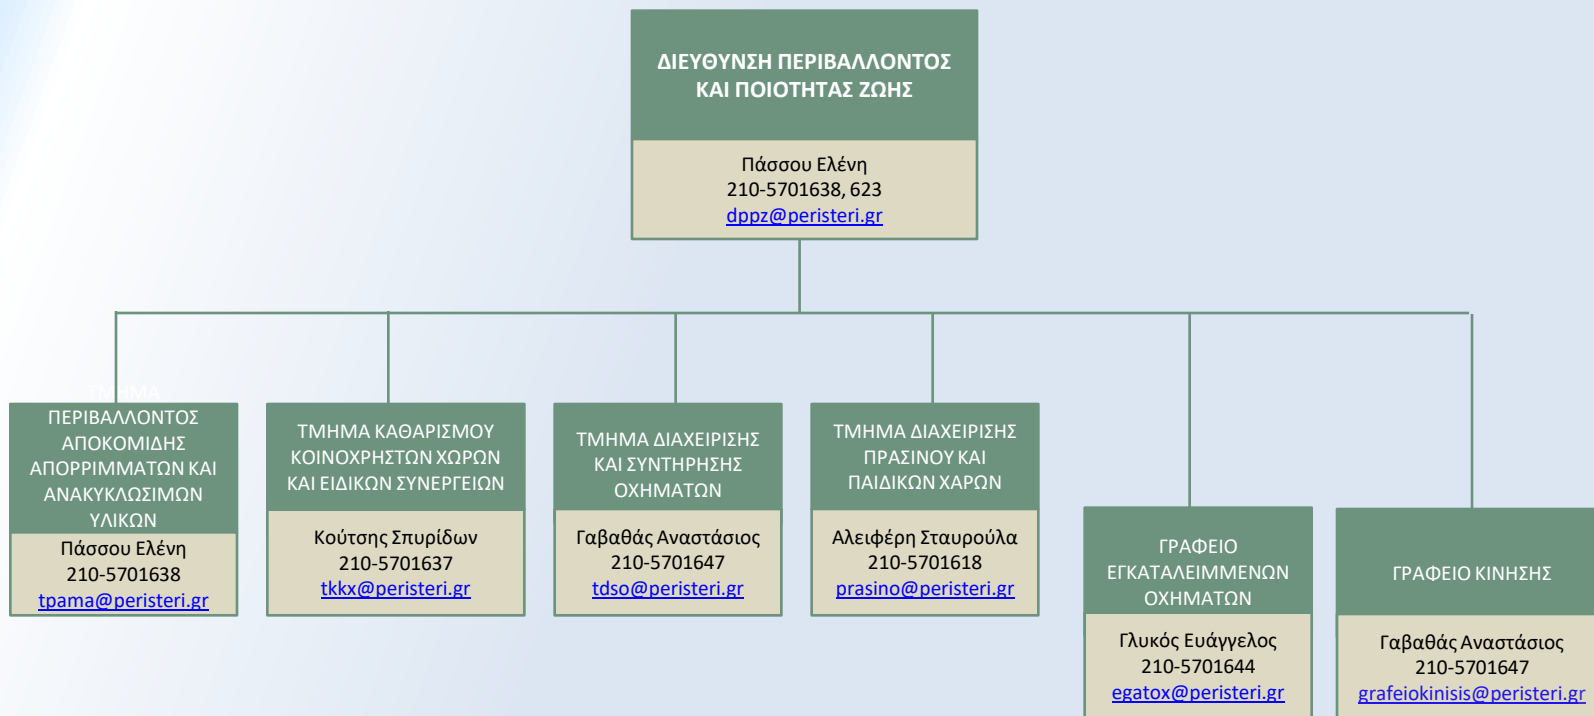 ΔΙΕΥΘΥΝΣΗ ΠΕΡΙΒΑΛΛΟΝΤΟΣ
ΚΑΙ ΠΟΙΟΤΗΤΑΣ ΖΩΗΣ
Πάσσου Ελένη
210-5701638, 623
dppz@peristeri.gr
ΤΜΗΜΑ
ΠΕΡΙΒΑΛΛΟΝΤΟΣ
ΑΠΟΚΟΜΙΔΗΣ
ΑΠΟΡΡΙΜΜΑΤΩΝ ΚΑΙ
ΑΝΑΚΥΚΛΩΣΙΜΩΝ
ΥΛΙΚΩΝ
Πάσσου Ελένη
210-5701638
tpama@peristeri.gr
ΤΜΗΜΑ ΚΑΘΑΡΙΣΜΟΥ
ΚΟΙΝΟΧΡΗΣΤΩΝ ΧΩΡΩΝ
ΚΑΙ ΕΙΔΙΚΩΝ ΣΥΝΕΡΓΕΙΩΝ
Κούτσης Σπυρίδων
210-5701637
tkkx@peristeri.gr
ΤΜΗΜΑ ΔΙΑΧΕΙΡΙΣΗΣ
ΚΑΙ ΣΥΝΤΗΡΗΣΗΣ
ΟΧΗΜΑΤΩΝ
Γαβαθάς Αναστάσιος
210-5701647
tdso@peristeri.gr
ΤΜΗΜΑ ΔΙΑΧΕΙΡΙΣΗΣ
ΠΡΑΣΙΝΟΥ ΚΑΙ
ΠΑΙΔΙΚΩΝ ΧΑΡΩΝ
Αλειφέρη Σταυρούλα
210-5701618
prasino@peristeri.gr
ΓΡΑΦΕΙΟ
ΕΓΚΑΤΑΛΕΙΜΜΕΝΩΝ
ΟΧΗΜΑΤΩΝ
Γλυκός Ευάγγελος
210-5701644
egatox@peristeri.gr
ΓΡΑΦΕΙΟ ΚΙΝΗΣΗΣ
Γαβαθάς Αναστάσιος
210-5701647
grafeiokinisis@peristeri.gr